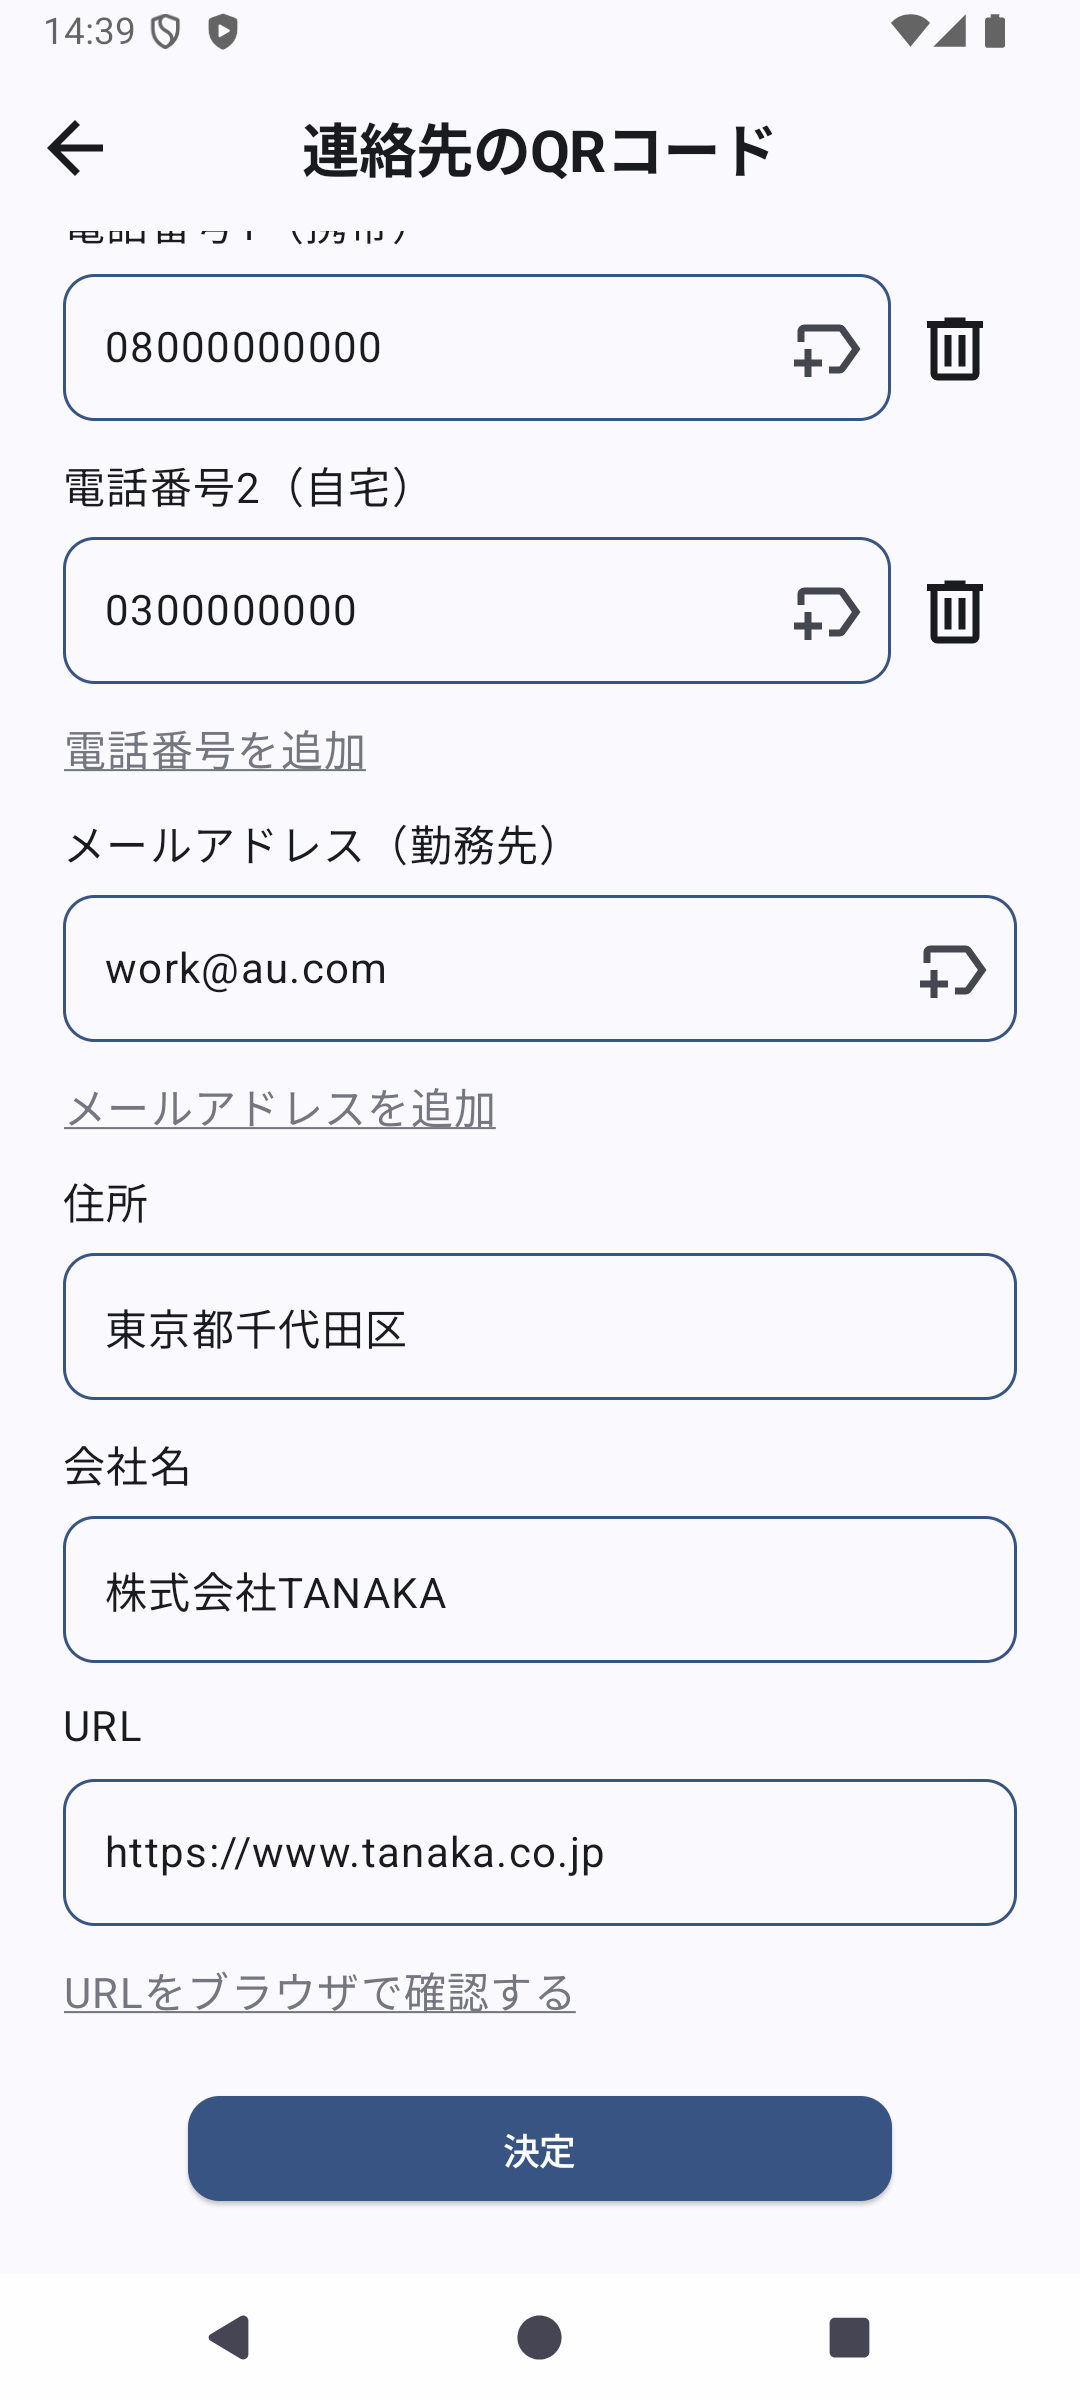 14:39
連絡先のQRコード
08000000000
電話番号2（自宅）
0300000000
電話番号を追加
メールアドレス（勤務先）
work@au.com
メールアドレスを追加
住所
東京都千代田区
会社名
株式会社TANAKA
URL
https://www.tanaka.co.jp
URLをブラウザで確認する
決定